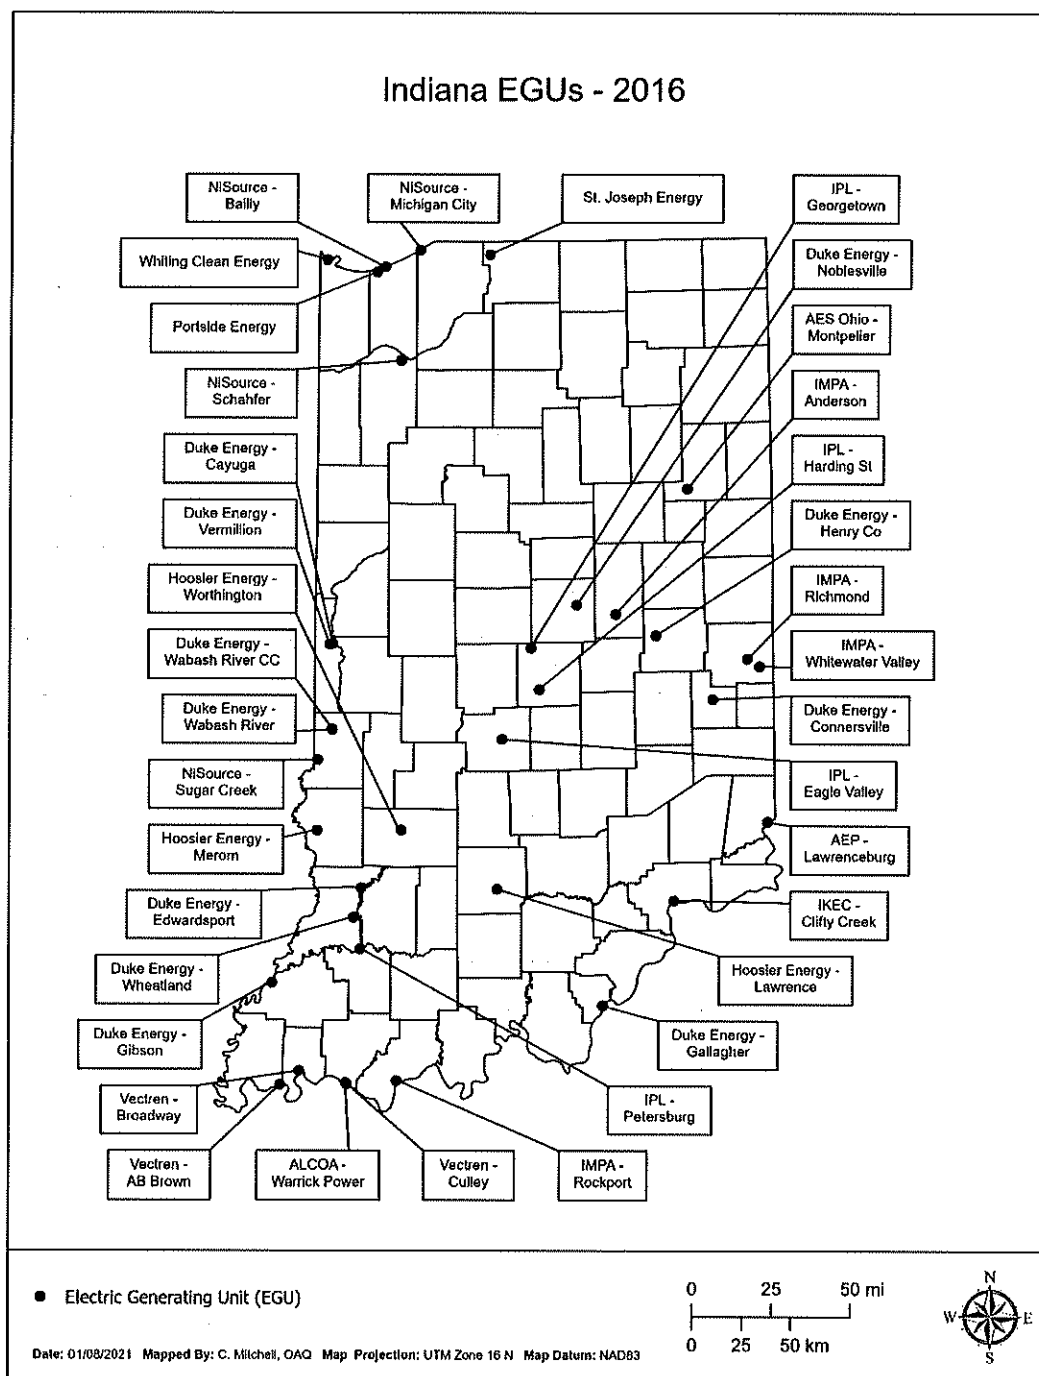 Indiana EGUs - 2016
NISource -
Bailly
NISource -
Michigan City
St. Joseph Energy
IPL -
Georgetown
Whiting Clean Energy
Duke Energy -
Noblesville
Portside Energy
AES Ohio -
Montpelier
NISource -
Schahfer
IMPA -
Anderson
Duke Energy -
Cayuga
IPL -
Harding St
Duke Energy -
Vermillion
Duke Energy -
Henry Co
Hoosier Energy -
Worthington
IMPA -
Richmond
Duke Energy -
Wabash River CC
IMPA -
Whitewater Valley
Duke Energy -
Wabash River
Duke Energy -
Connersville
NISource -
Sugar Creek
IPL -
Eagle Valley
Hoosier Energy -
Merom
AEP -
Lawrenceburg
Duke Energy -
Edwardsport
IKEC -
Clifty Creek
Duke Energy -
Wheatland
Hoosier Energy -
Lawrence
Duke Energy -
Gibson
Duke Energy -
Gallagher
Vectren -
Broadway
IPL -
Petersburg
Vectren -
AB Brown
ALCOA -
Warrick Power
Vectren -
Culley
IMPA -
Rockport
Electric Generating Unit (EGU)
0 25 50 mi
0 25 50 km
N
W E
S
Date: 01/08/2021 Mapped By: C. Mitchell, OAQ Map Projection: UTM Zone 16 N Map Datum: NAD83